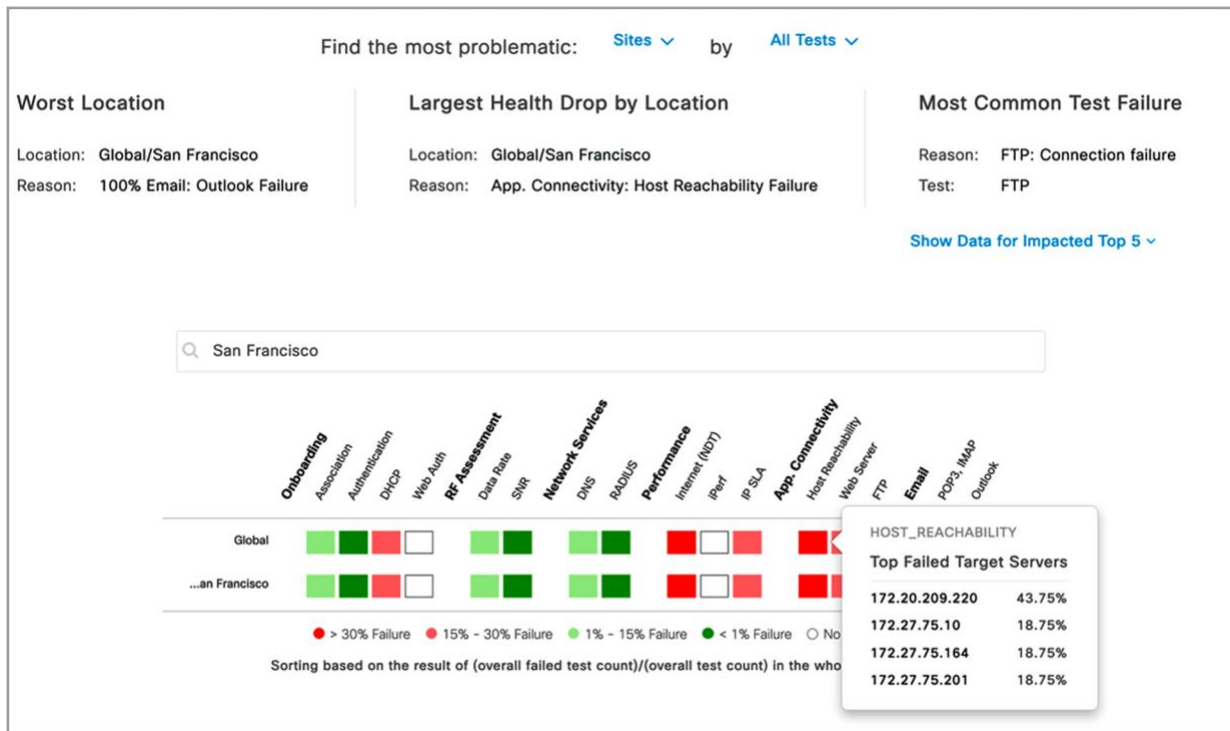 Find the most problematic: Sites by All Tests
Worst Location
Location: Global/San Francisco
Reason: 100% Email: Outlook Failure
Largest Health Drop by Location
Location: Global/San Francisco
Reason: App. Connectivity: Host Reachability Failure
Most Common Test Failure
Reason: FTP: Connection failure
Test: FTP
Show Data for Impacted Top 5
San Francisco
Onboarding
Association
Authentication
DHCP
Web Auth
RF Assessment
Data Rate
SNR
Network Services
DNS
RADIUS
Performance
Internet (NDT)
IPerf
IP SLA
App. Connectivity
Host Reachability
Web Server
FTP
Email
POP3, IMAP
Outlook
Global
...an Francisco
> 30% Failure 15% - 30% Failure 1% - 15% Failure < 1% Failure No
Sorting based on the result of (overall failed test count)/(overall test count) in the who
HOST_REACHABILITY
Top Failed Target Servers
172.20.209.220 43.75%
172.27.75.10 18.75%
172.27.75.164 18.75%
172.27.75.201 18.75%